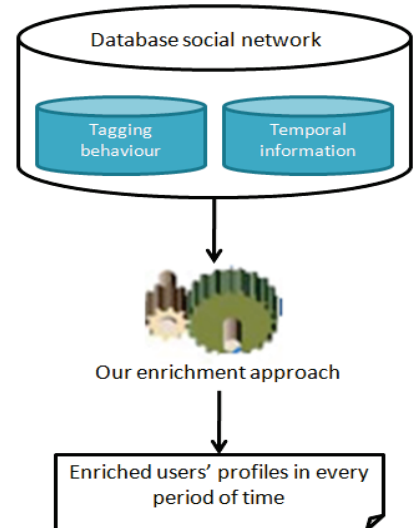 Database social network
Tagging
behaviour
Temporal
information
Our enrichment approach
Enriched users' profiles in every
period of time